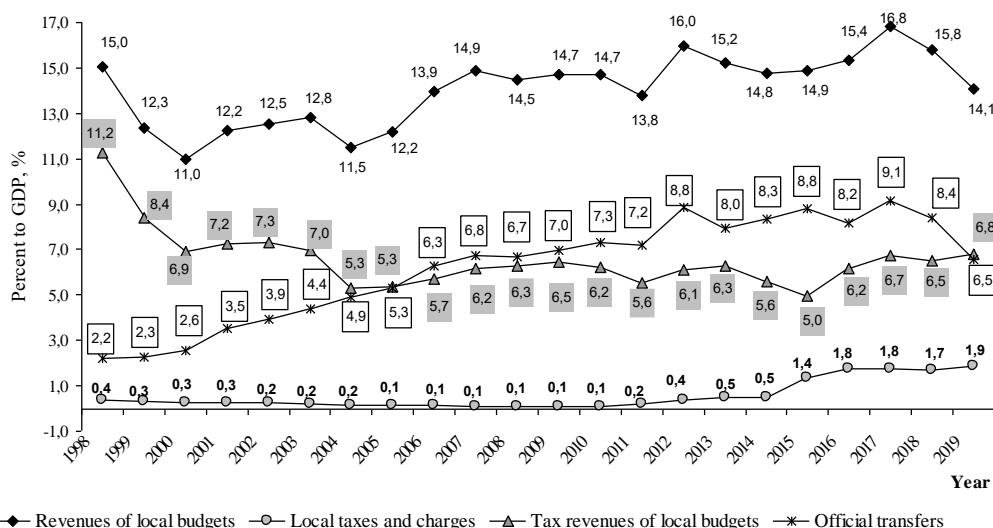 Percent to GDP, %
17,0
15,0
13,0
11,0
9,0
7,0
5,0
3,0
1,0
-1,0
15,0 12,3 11,0 12,2 12,5 12,8 11,5 12,2 13,9 14,9 14,5 14,7 14,7 13,8 16,0 15,2 14,8 14,9 15,4 16,8 15,8 14,1
11,2 8,4 6,9 7,2 7,3 7,0 5,3 5,3 5,7 6,2 6,3 6,5 6,2 5,6 6,1 6,3 5,6 5,0 6,2 6,7 6,5 6,8
2,2 2,3 2,6 3,5 3,9 4,4 4,9 5,3 6,3 6,8 6,7 7,0 7,3 7,2 8,8 8,0 8,3 8,8 8,2 9,1 8,4 6,5
0,4 0,3 0,3 0,3 0,2 0,2 0,2 0,1 0,1 0,1 0,1 0,1 0,1 0,2 0,4 0,5 0,5 1,4 1,8 1,8 1,7 1,9
1998 1999 2000 2001 2002 2003 2004 2005 2006 2007 2008 2009 2010 2011 2012 2013 2014 2015 2016 2017 2018 2019
Year
Revenues of local budgets Local taxes and charges Tax revenues of local budgets Official transfers